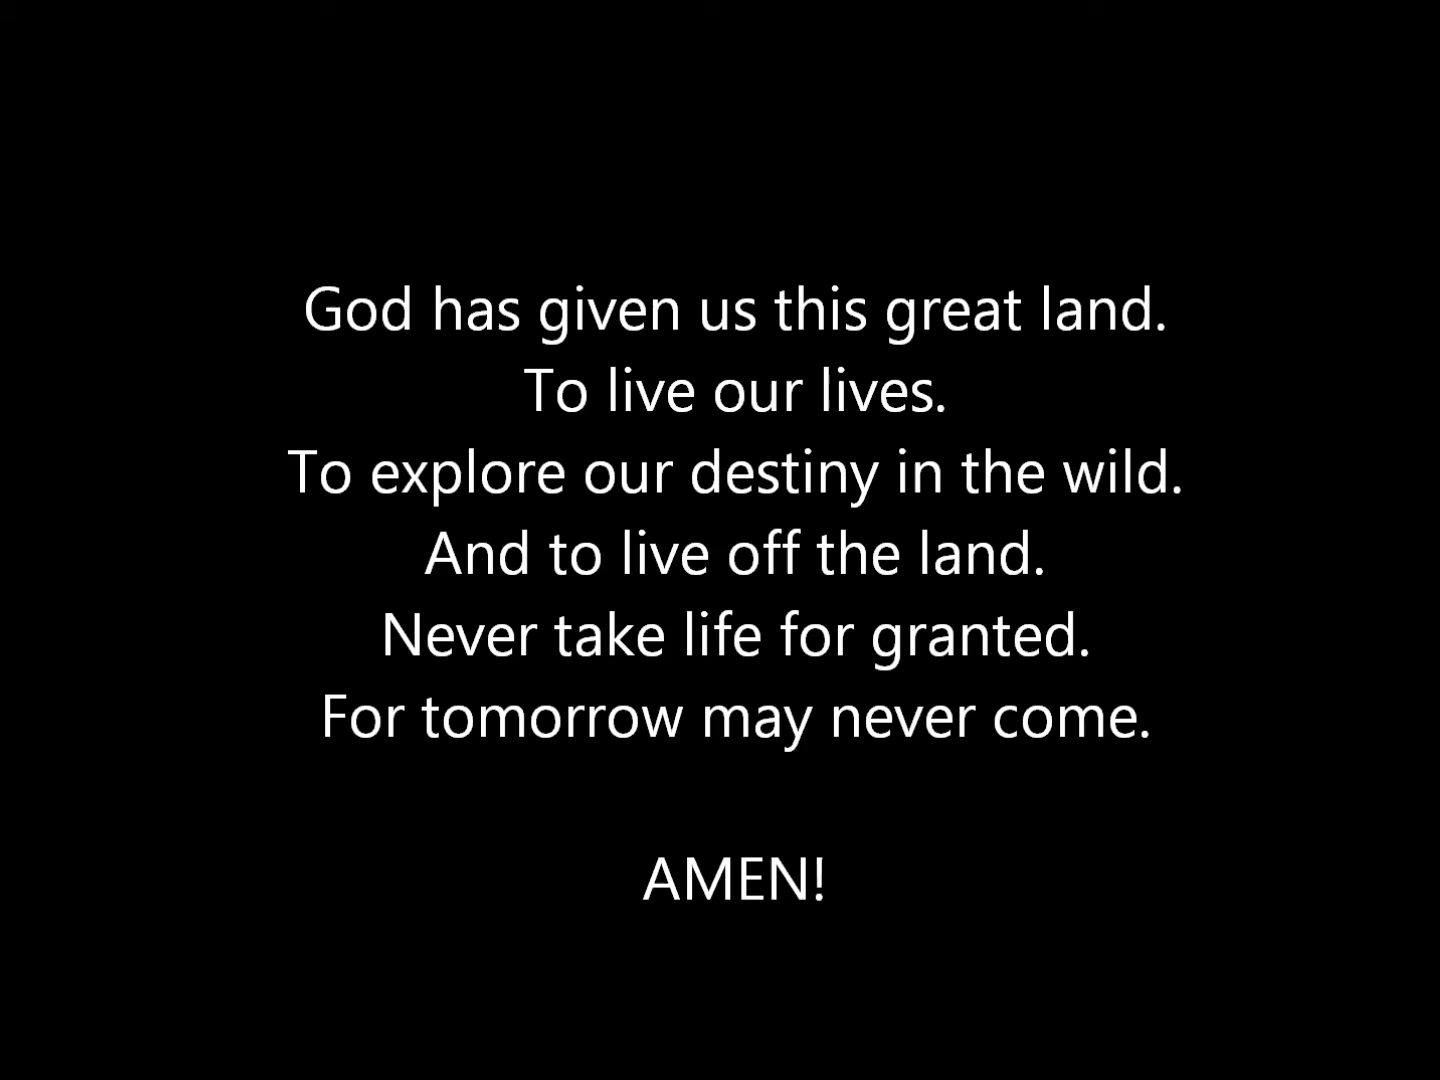 God has given us this great land.
To live our lives.
To explore our destiny in the wild.
And to live off the land.
Never take life for granted.
For tomorrow may never come.
AMEN!